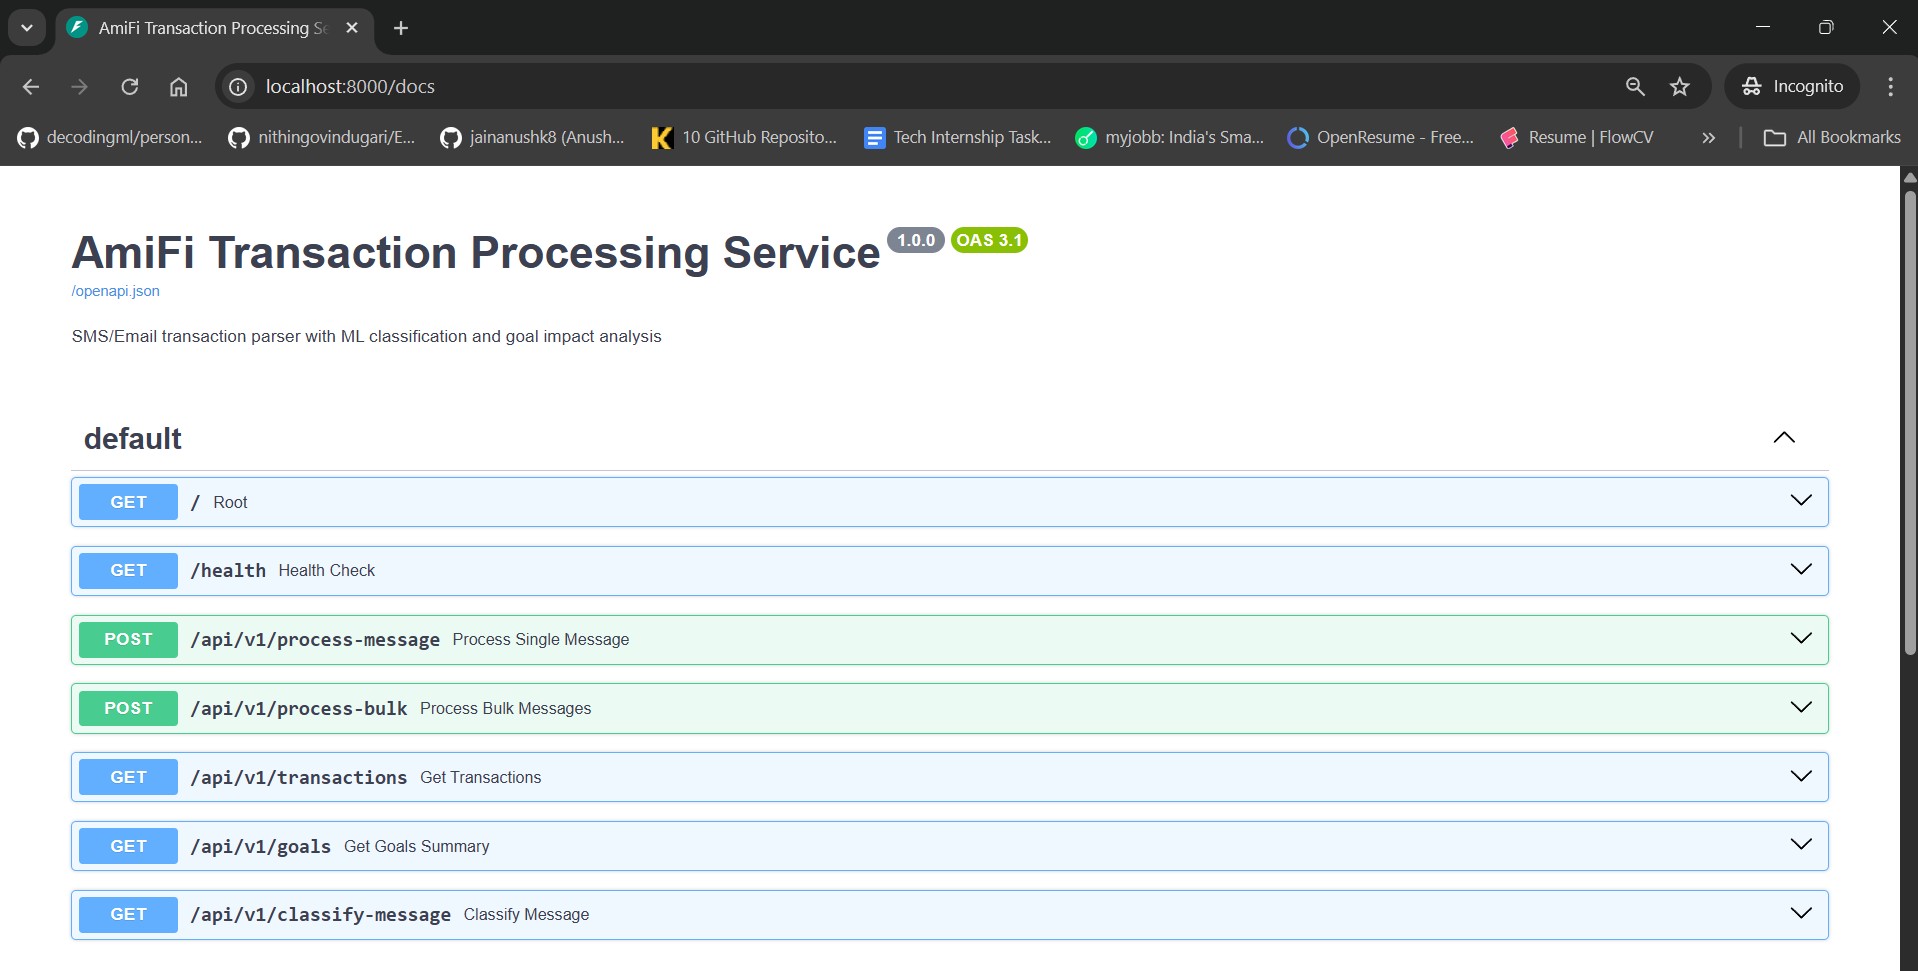 AmiFi Transaction Processing Se
localhost:8000/docs
Incognito
decodingml/person...
nithingovindugari/E...
jainanushk8 (Anush...
10 GitHub Reposito...
Tech Internship Task...
myjobb: India's Sma...
OpenResume - Free...
Resume | FlowCV
All Bookmarks
AmiFi Transaction Processing Service 1.0.0 OAS 3.1
/openapi.json
SMS/Email transaction parser with ML classification and goal impact analysis
default
GET / Root
GET /health Health Check
POST /api/v1/process-message Process Single Message
POST /api/v1/process-bulk Process Bulk Messages
GET /api/v1/transactions Get Transactions
GET /api/v1/goals Get Goals Summary
GET /api/v1/classify-message Classify Message